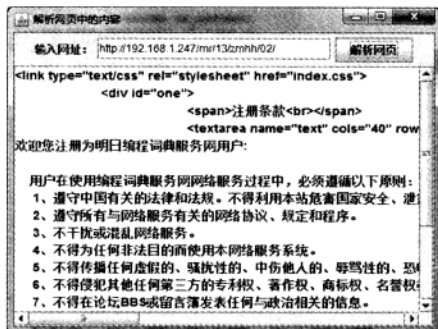 解析网页中的内容
输入网址： http://192.168.1.247/mr/13/zmhh/02/ 解析网页
<link type="text/css" rel="stylesheet" href="index.css">
<div id="one">
<span>注册条款<br></span>
<textarea name="text" cols="40" row
欢迎您注册为明日编程词典服务网用户:
用户在使用编程词典服务网网络服务过程中，必须遵循以下原则：
1、遵守中国有关的法律和法规。不得利用本站危害国家安全、泄
2、遵守所有与网络服务有关的网络协议、规定和程序。
3、不干扰或混乱网络服务。
4、不得为任何非法目的而使用本网络服务系统。
5、不得传播任何虚假的、骚扰性的、中伤他人的、辱骂性的、恐
6、不得侵犯其他任何第三方的专利权、著作权、商标权、名誉权
7、不得在论坛BBS或留言簿发表任何与政治相关的信息。